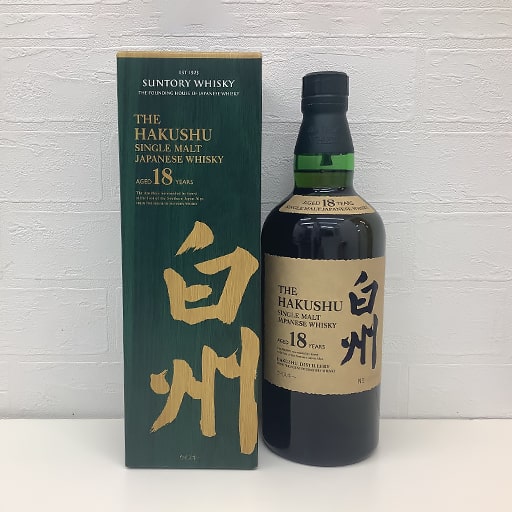 EST 1923
SUNTORY WHISKY
THE FOUNDING HOUSE OF JAPANESE WHISKY
THE
HAKUSHU
SINGLE MALT
JAPANESE WHISKY
AGED 18 YEARS
白州
AGED 18 YEARS
SINGLE MALT JAPANESE WHISKY
THE
HAKUSHU
SINGLE MALT
JAPANESE WHISKY
AGED 18 YEARS
HAKUSHU DISTILLERY
白州